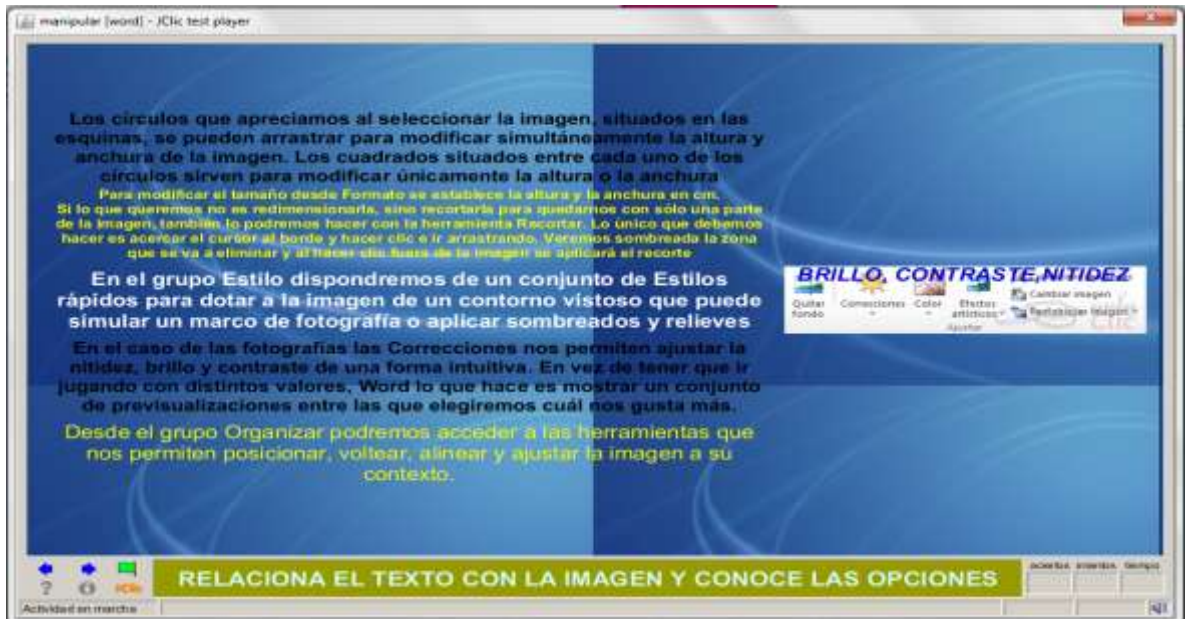 manipular [word] - JClic test player
Los círculos que apreciamos al seleccionar la imagen, situados en las
esquinas, se pueden arrastrar para modificar simultáneamente la altura y
anchura de la imagen. Los cuadrados situados entre cada uno de los
círculos sirven para modificar únicamente la altura o la anchura
Para modificar el tamaño desde Formato se establece la altura y la anchura en cm.
Si lo que queremos no es redimensionarla, sino recortarla para quedarnos con sólo una parte
de la imagen, también lo podremos hacer con la herramienta Recortar. Lo único que debemos
hacer es acercar el cursor al borde y hacer clic e ir arrastrando. Veremos sombreada la zona
que se va a eliminar y al hacer clic fuera de la imagen se aplicará el recorte
En el grupo Estilo dispondremos de un conjunto de Estilos
rápidos para dotar a la imagen de un contorno vistoso que puede
simular un marco de fotografía o aplicar sombreados y relieves
En el caso de las fotografías las Correcciones nos permiten ajustar la
nitidez, brillo y contraste de una forma intuitiva. En vez de tener que ir
jugando con distintos valores, Word lo que hace es mostrar un conjunto
de previsualizaciones entre las que elegiremos cuál nos gusta más.
Desde el grupo Organizar podremos acceder a las herramientas que
nos permiten posicionar, voltear, alinear y ajustar la imagen a su
contexto.
BRILLO, CONTRASTE,NITIDEZ
Quitar fondo Correcciones Color Efectos artísticos Cambiar imagen
Restablecer imagen
Ajustar
RELACIONA EL TEXTO CON LA IMAGEN Y CONOCE LAS OPCIONES
aciertos intentos tiempo
JClic
Actividad en marcha